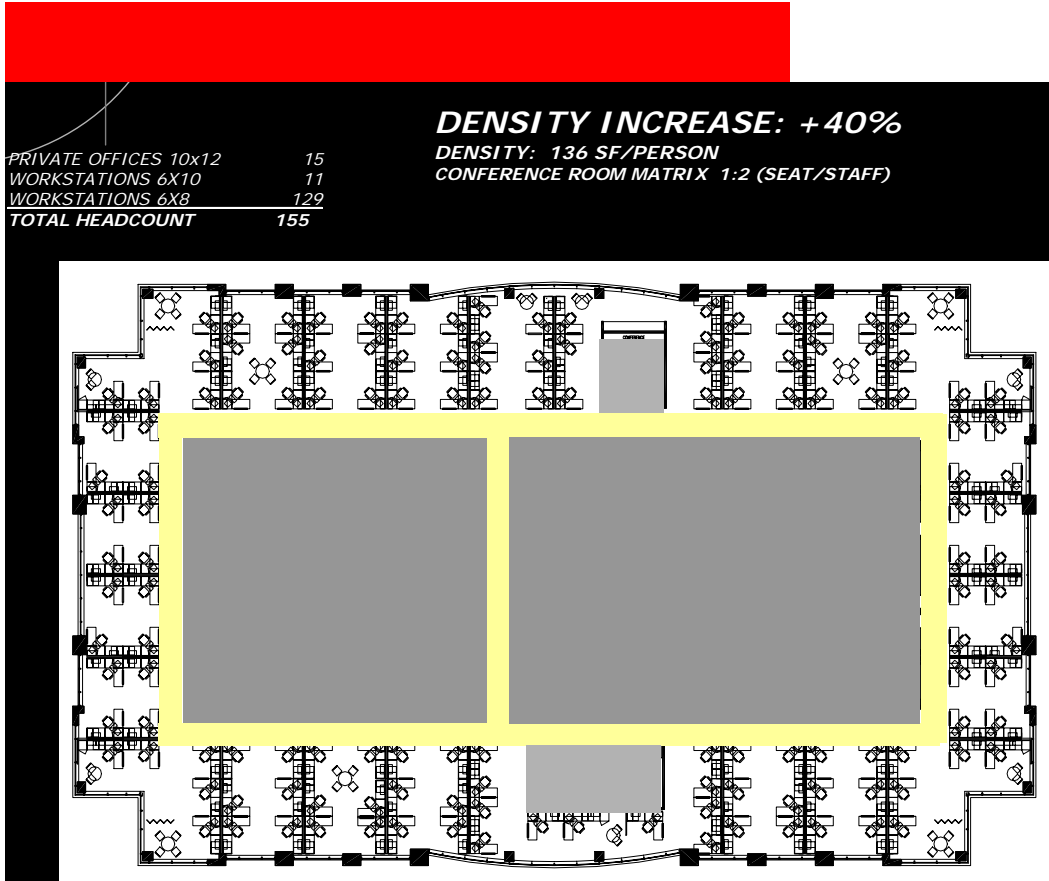 DENSITY INCREASE: +40%
DENSITY: 136 SF/PERSON
CONFERENCE ROOM MATRIX 1:2 (SEAT/STAFF)
PRIVATE OFFICES 10x12 15
WORKSTATIONS 6X10 11
WORKSTATIONS 6X8 129
TOTAL HEADCOUNT 155
CONFERENCE